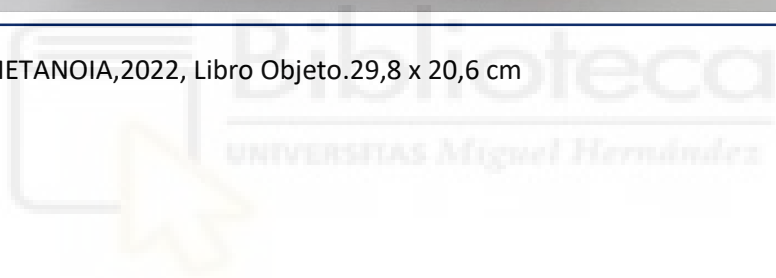 ETANOIA,2022, Libro Objeto.29,8 x 20,6 cm
Biblioteca
UNIVERSITAS Miguel Hernández